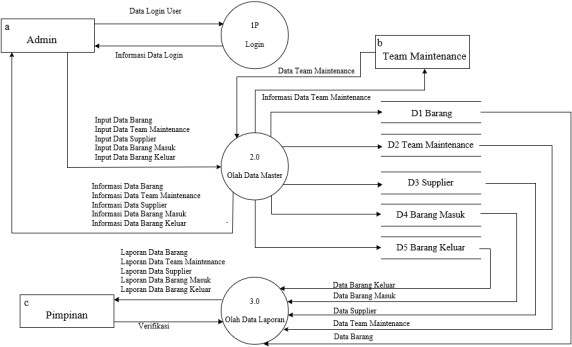 a
Admin
Data Login User
Informasi Data Login
1P
Login
b
Team Maintenance
Data Team Maintenance
Informasi Data Team Maintenance
Input Data Barang
Input Data Team Maintenance
Input Data Supplier
Input Data Barang Masuk
Input Data Barang Keluar
2.0
Olah Data Master
D1 Barang
D2 Team Maintenance
D3 Supplier
D4 Barang Masuk
D5 Barang Keluar
Informasi Data Barang
Informasi Data Team Maintenance
Informasi Data Supplier
Informasi Data Barang Masuk
Informasi Data Barang Keluar
Laporan Data Barang
Laporan Data Team Maintenance
Laporan Data Supplier
Laporan Data Barang Masuk
Laporan Data Barang Keluar
c
Pimpinan
Verifikasi
3.0
Olah Data Laporan
Data Barang Keluar
Data Barang Masuk
Data Supplier
Data Team Maintenance
Data Barang